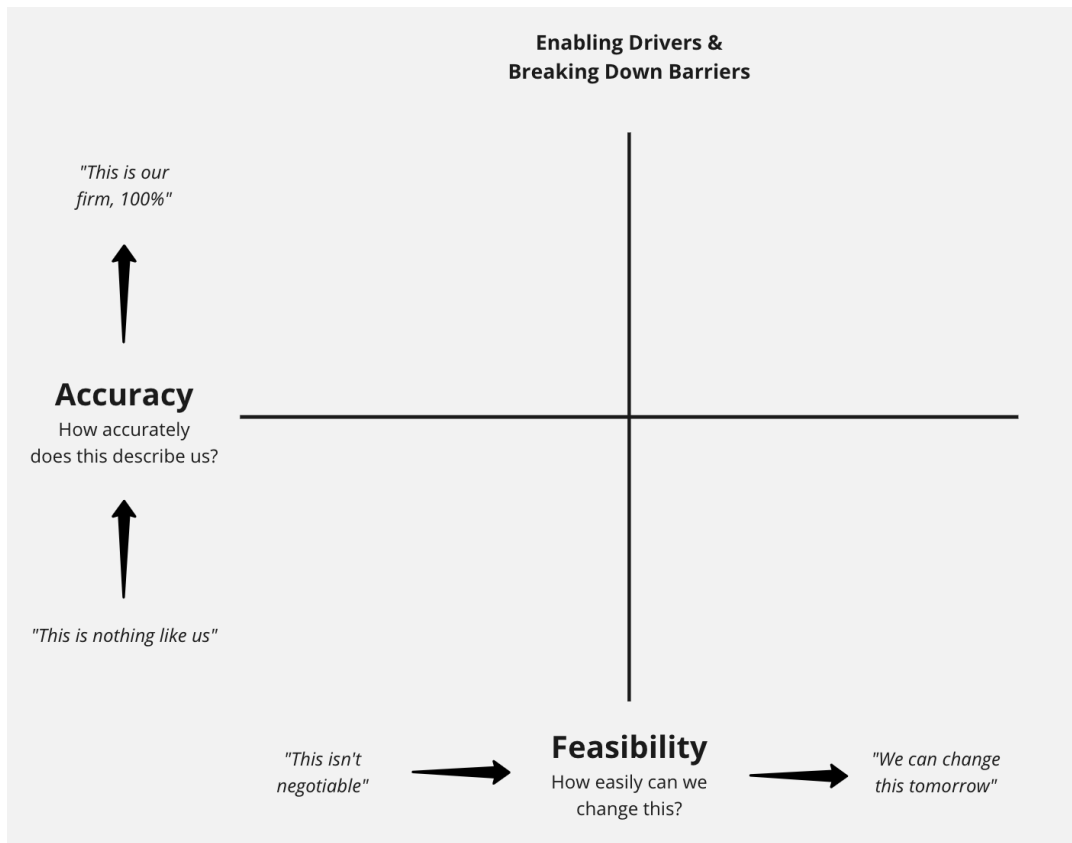 Enabling Drivers &
Breaking Down Barriers
"This is our
firm, 100%"
Accuracy
How accurately
does this describe us?
"This is nothing like us"
"This isn't
negotiable"
Feasibility
How easily can we
change this?
"We can change
this tomorrow"